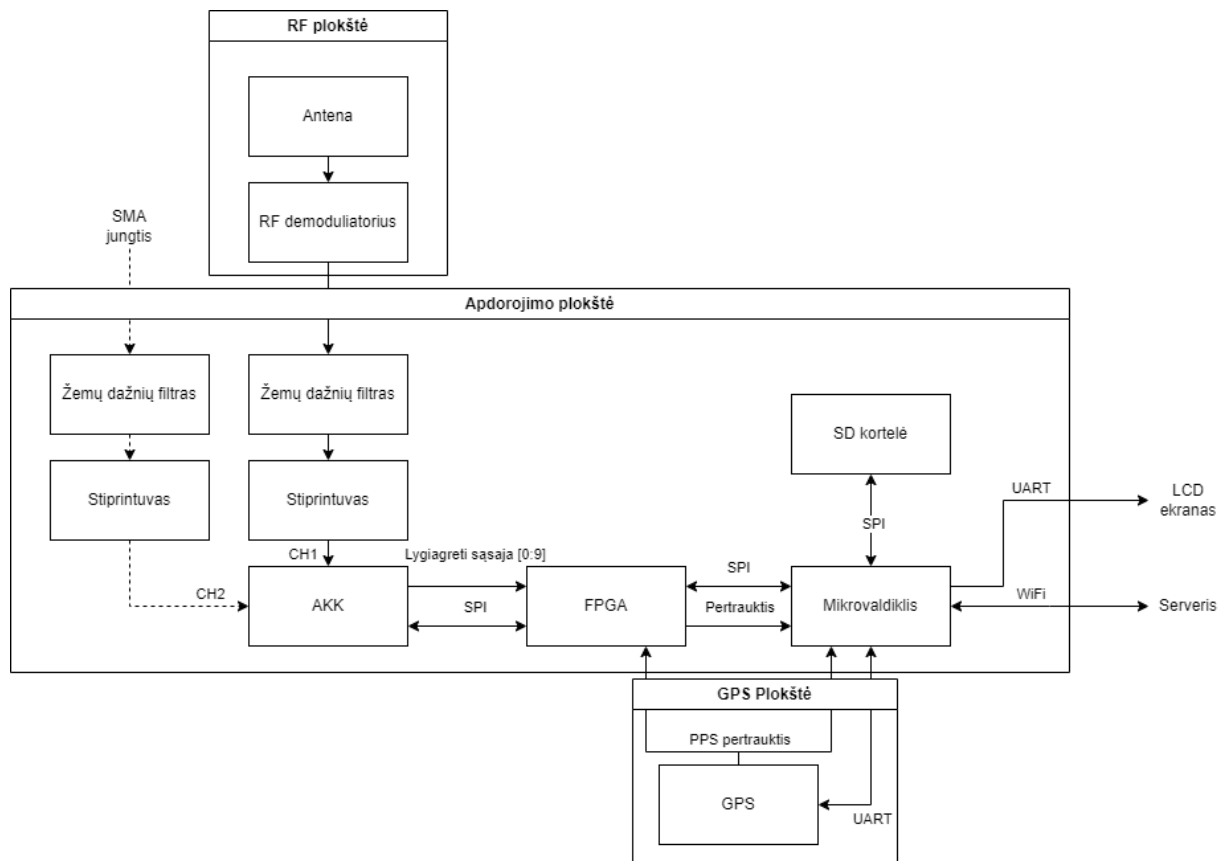 RF plokštė
Antena
RF demoduliatorius
SMA
jungtis
Apdorojimo plokštė
Žemų dažnių filtras
Žemų dažnių filtras
SD kortelė
Stiprintuvas
Stiprintuvas
UART
LCD
ekranas
SPI
CH1
Lygiagreti sąsaja [0:9]
CH2
AKK
SPI
FPGA
SPI
Pertrauktis
Mikrovaldiklis
WiFi
Serveris
GPS Plokštė
PPS pertrauktis
GPS
UART